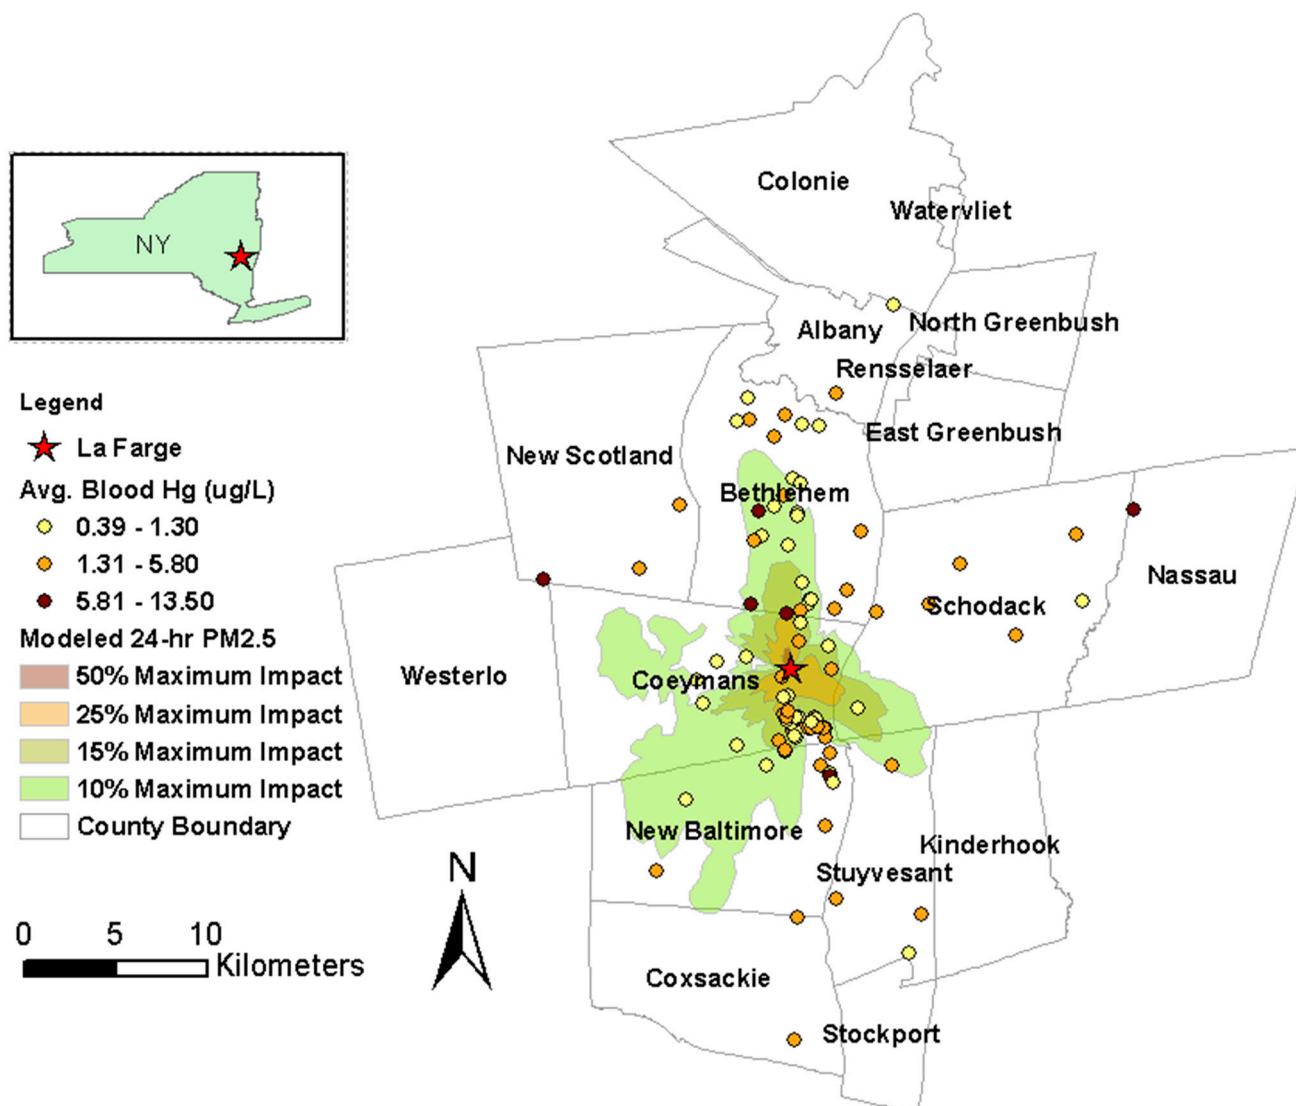 Colonie
Watervliet
NY
Albany
North Greenbush
Rensselaer
East Greenbush
New Scotland
Bethlehem
Nassau
Schodack
Westerlo
Coeymans
New Baltimore
Kinderhook
Stuyvesant
Coxsackie
Stockport
Legend
La Farge
Avg. Blood Hg (ug/L)
0.39 - 1.30
1.31 - 5.80
5.81 - 13.50
Modeled 24-hr PM2.5
50% Maximum Impact
25% Maximum Impact
15% Maximum Impact
10% Maximum Impact
County Boundary
N
0 5 10
Kilometers